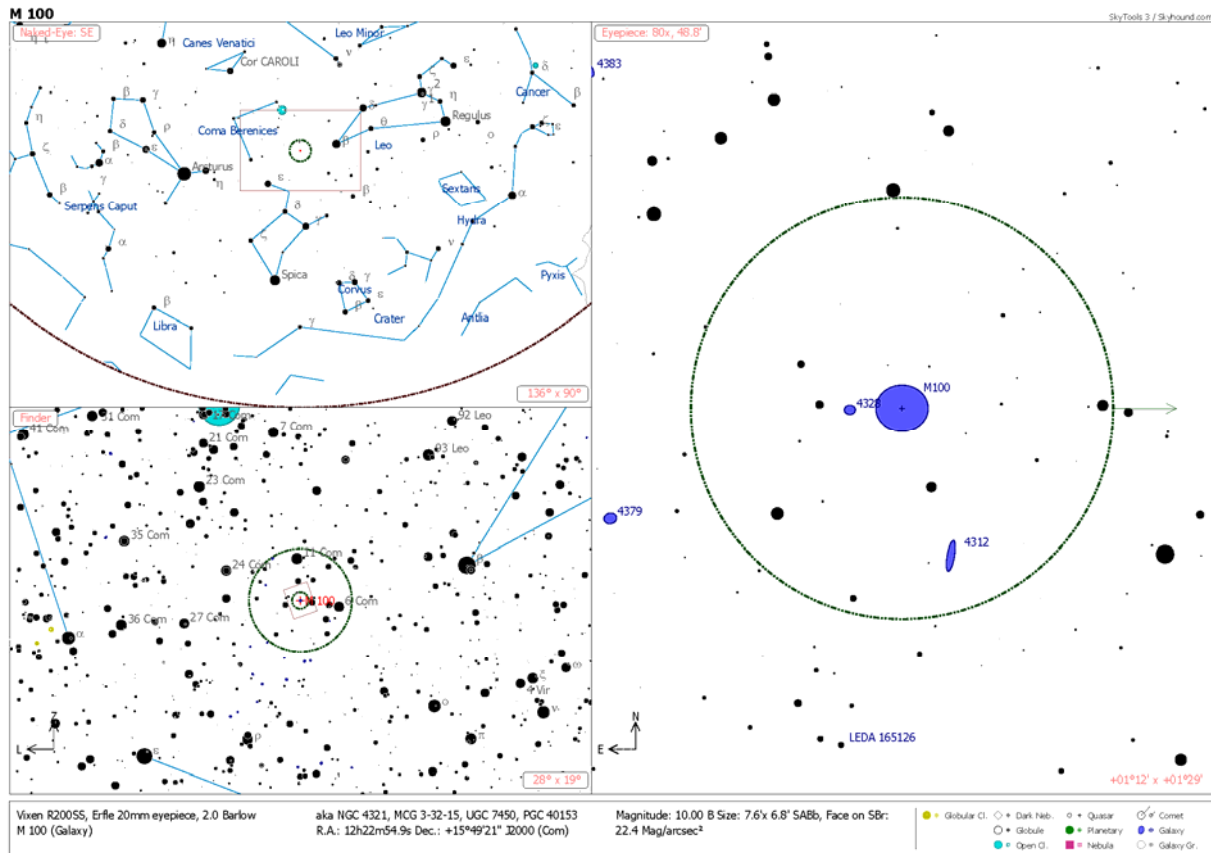 M 100
SkyTools 3 / Skyhound.com
Naked-Eye: SE
Canes Venatici
Leo Minor
Cor CAROLI
Cancer
Coma Berenices
Regulus
Leo
Arcturus
Serpens Caput
Sextans
Hydra
Spica
Corvus
Crater
Pyxis
Libra
Antlia
α β γ δ ε ζ η θ ρ ν ο
136° x 90°
Finder
31 Com
41 Com
7 Com
92 Leo
21 Com
93 Leo
23 Com
35 Com
24 Com
11 Com
β
M 100
6 Com
36 Com
27 Com
α
ω
ζ
4 Vir
ο
ν
ρ
π
ε
Z
L
28° x 19°
Eyepiece: 80x, 48.8'
4383
M100
4328
4379
4312
LEDA 165126
N
E
+01°12' x +01°29'
Vixen R200SS, Erfle 20mm eyepiece, 2.0 Barlow
M 100 (Galaxy)
aka NGC 4321, MCG 3-32-15, UGC 7450, PGC 40153
R.A.: 12h22m54.9s Dec.: +15°49'21" J2000 (Com)
Magnitude: 10.00 B Size: 7.6'x 6.8' SABb, Face on SBr:
22.4 Mag/arcsec²
Globular Cl.
Dark Neb.
Quasar
Comet
Globule
Planetary
Galaxy
Open Cl.
Nebula
Galaxy Gr.